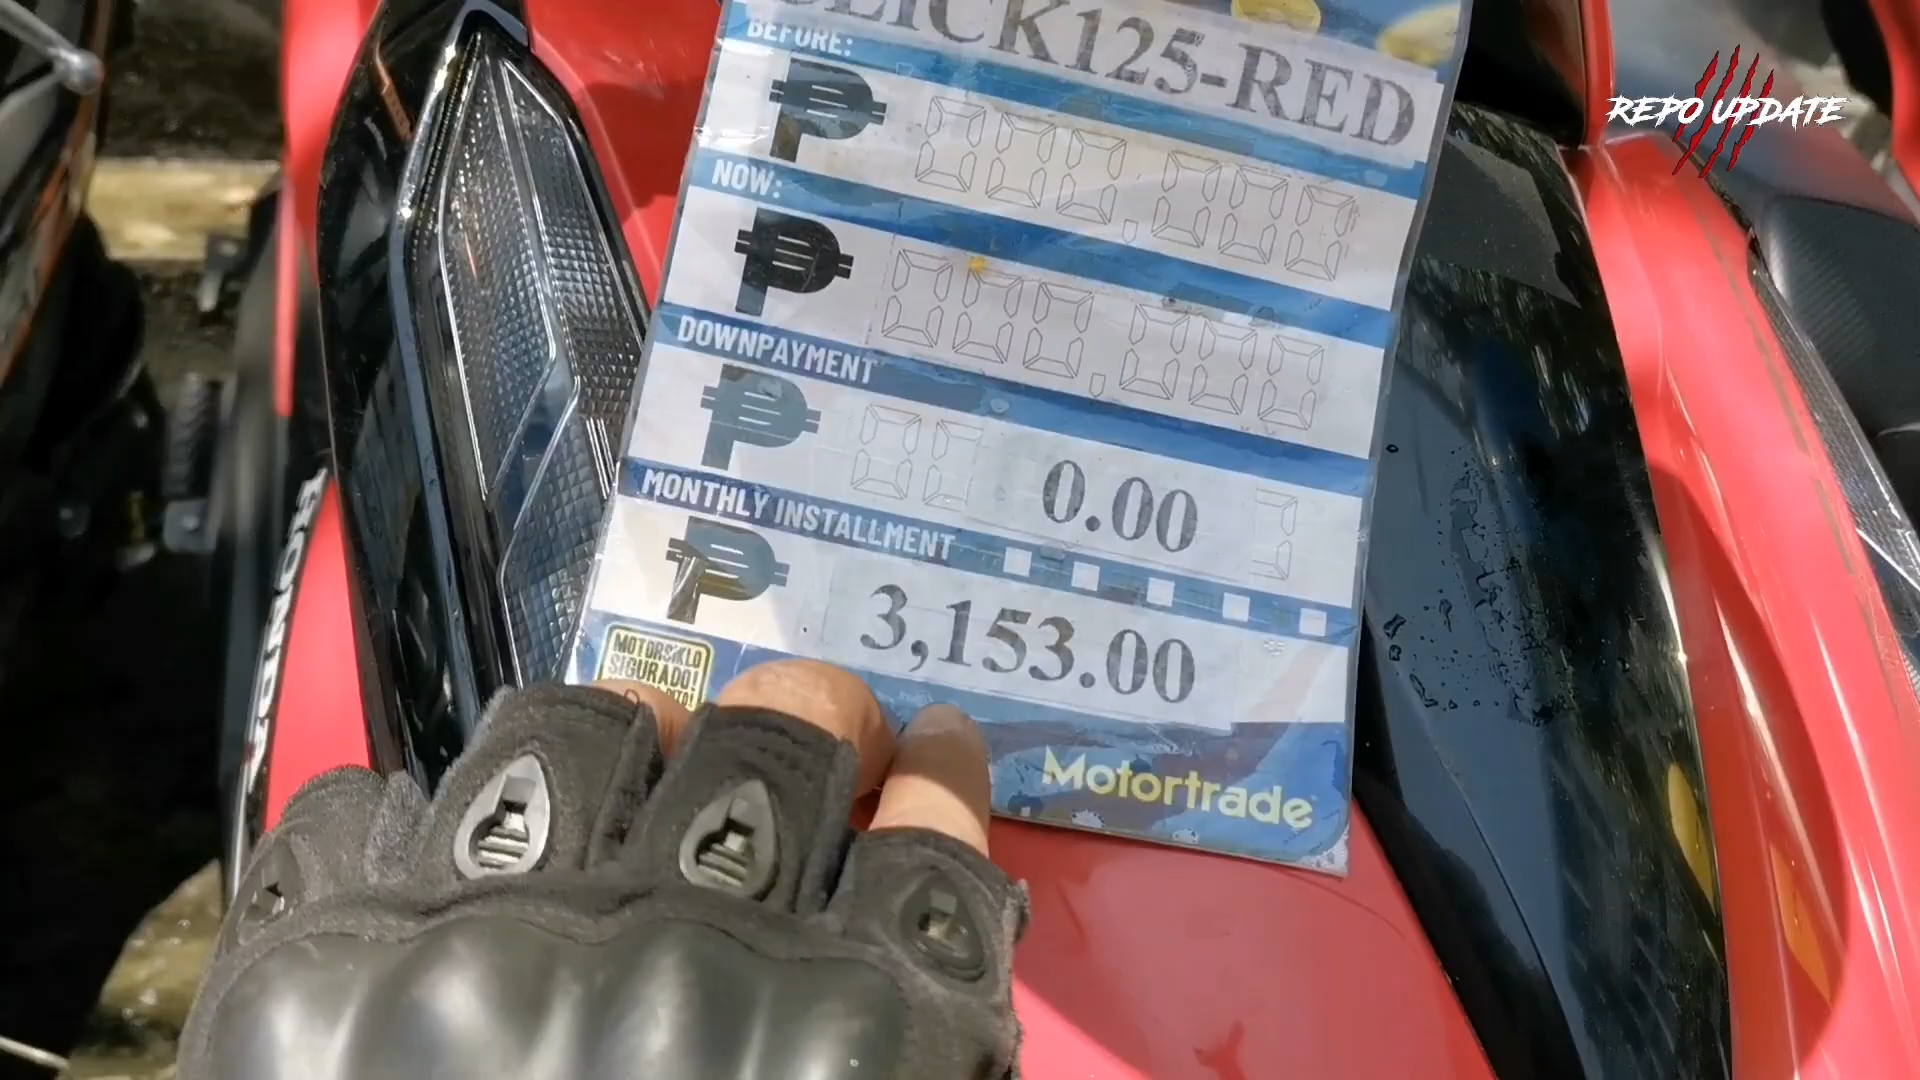 CLICK125-RED
BEFORE:
₱
NOW:
₱
DOWNPAYMENT
₱ 0.00
MONTHLY INSTALLMENT
₱ 3,153.00
MOTORSIKLO
SIGURADO!
Motortrade
HONDA
REPO UPDATE